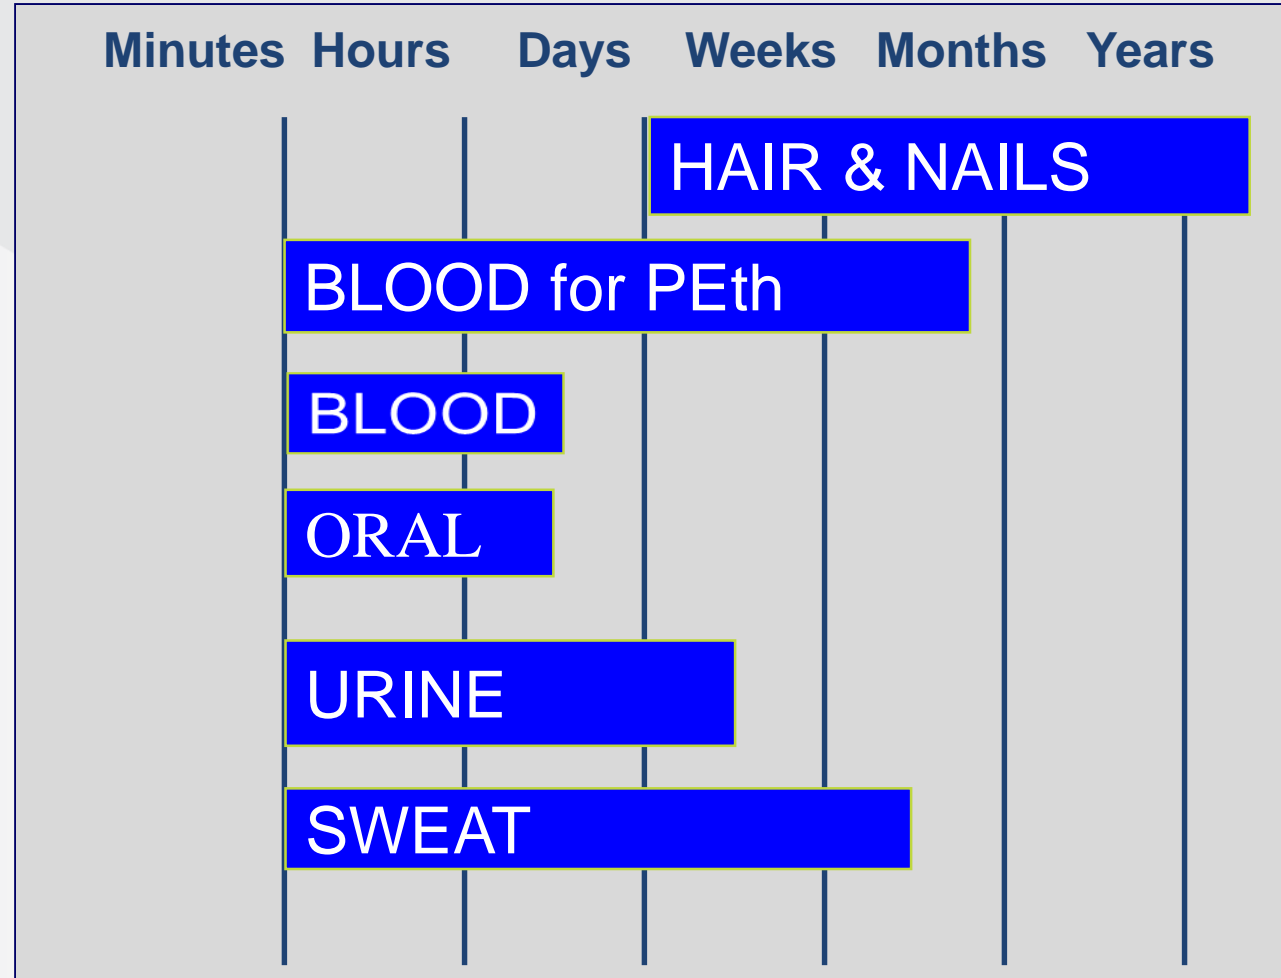 Minutes Hours Days Weeks Months Years
HAIR & NAILS
BLOOD for PEth
BLOOD
ORAL
URINE
SWEAT